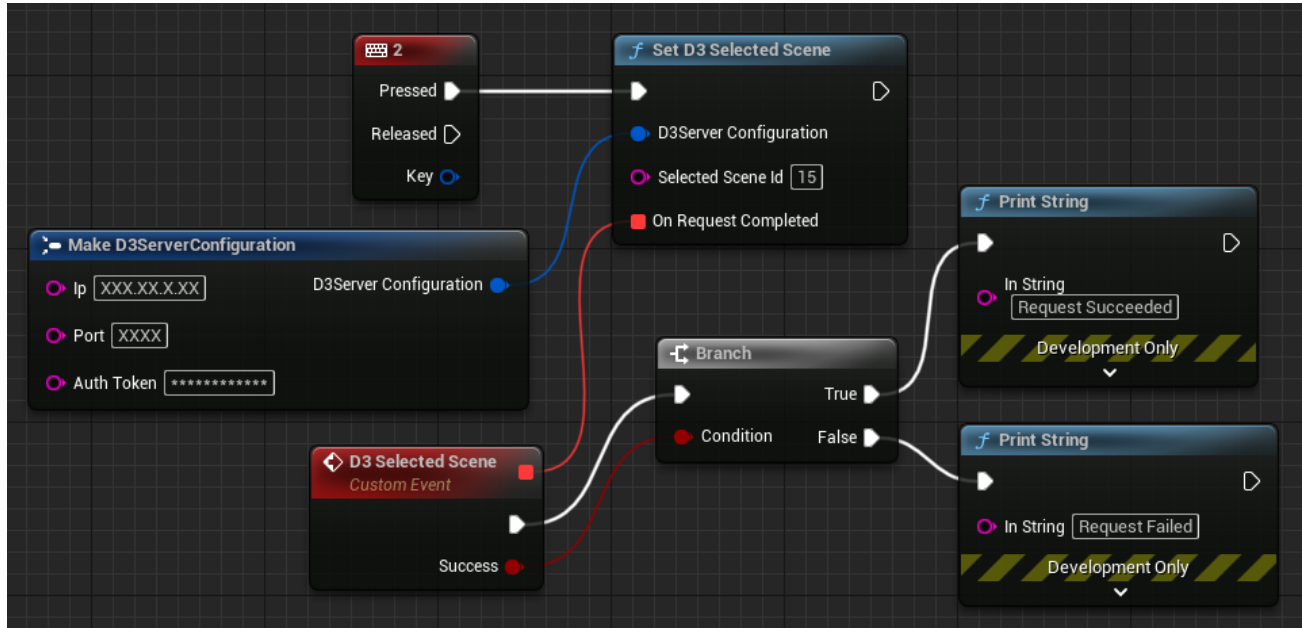 2
Pressed
Released
Key
Set D3 Selected Scene
D3Server Configuration
Selected Scene Id 15
On Request Completed
Make D3ServerConfiguration
Ip XXX.XX.X.XX
D3Server Configuration
Port XXXX
Auth Token ************
Print String
In String
Request Succeeded
Development Only
Branch
True
Condition
False
D3 Selected Scene
Custom Event
Success
Print String
In String Request Failed
Development Only